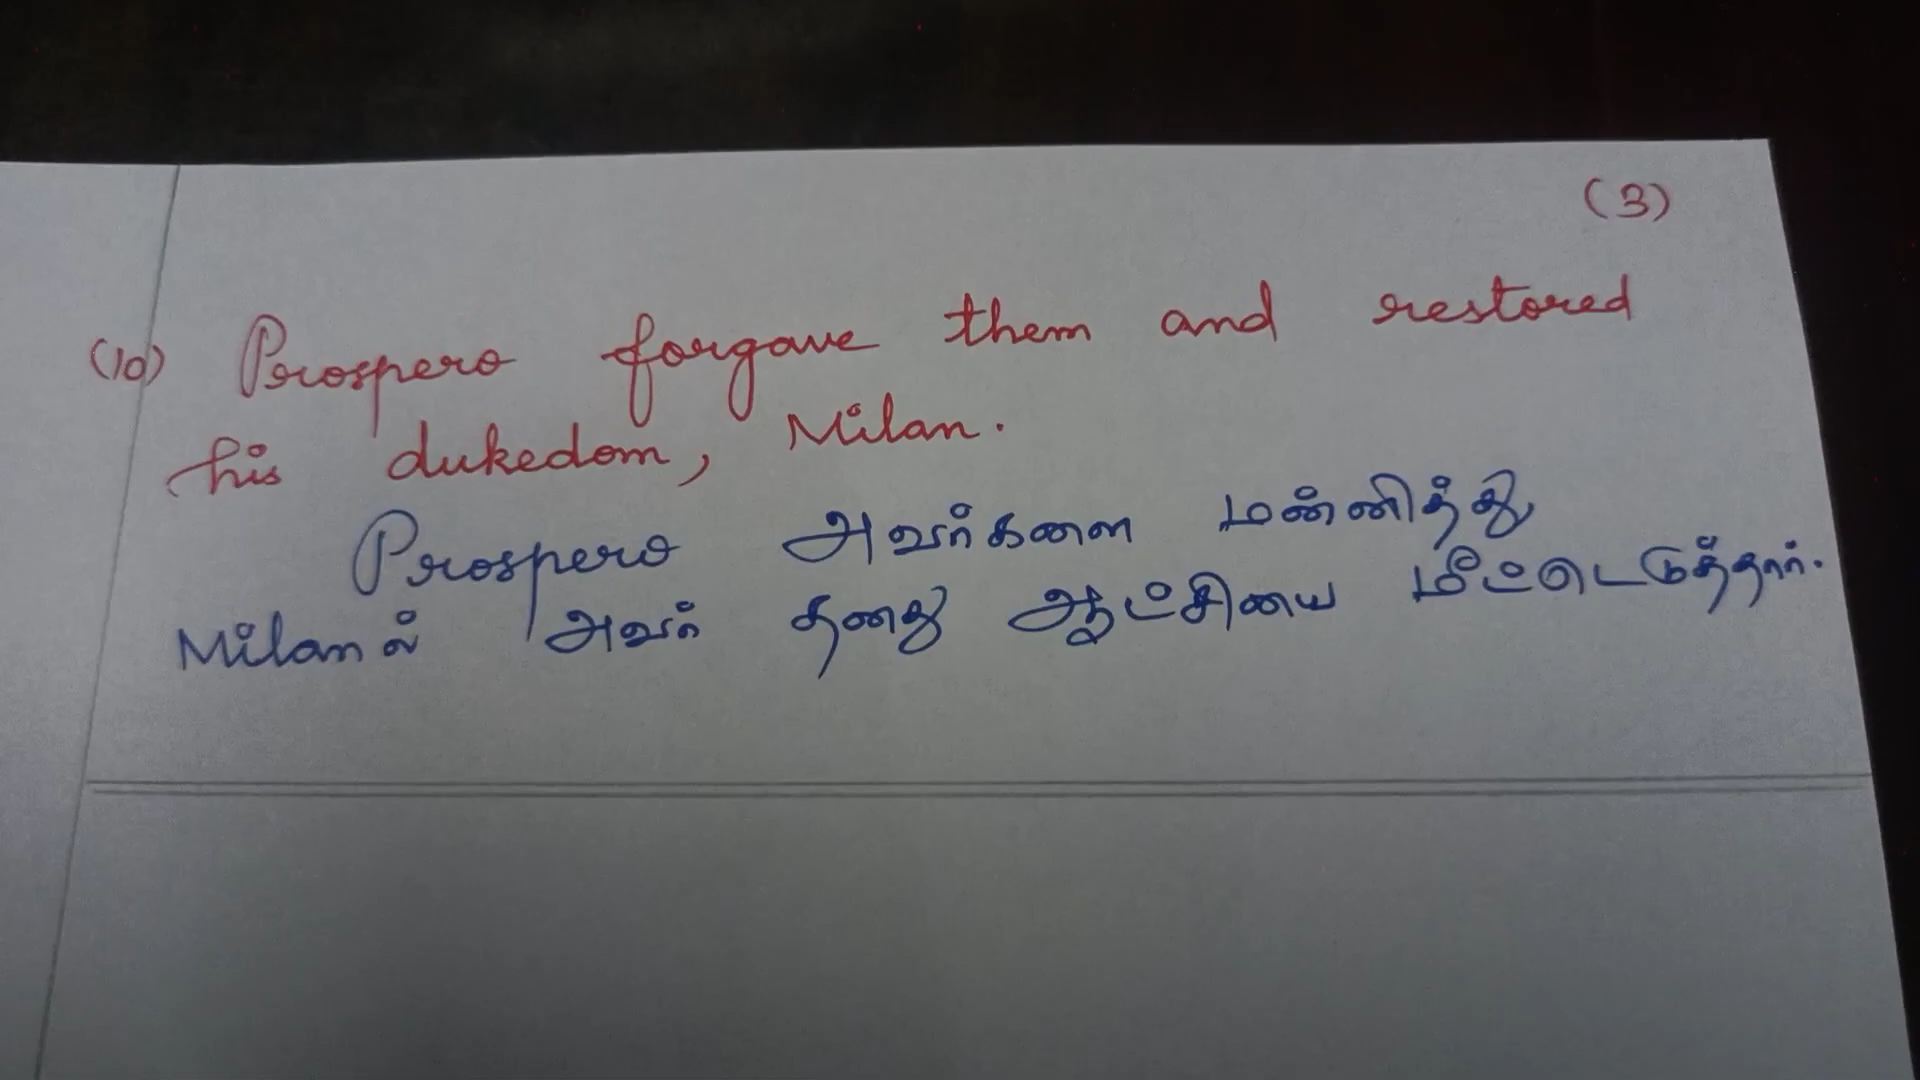 (3)
(10) Prospero forgave them and restored
his dukedom, Milan.
Prospero அவர்களை மன்னித்து
Milanல் அவர் தனது ஆட்சியை மீட்டெடுத்தார்.